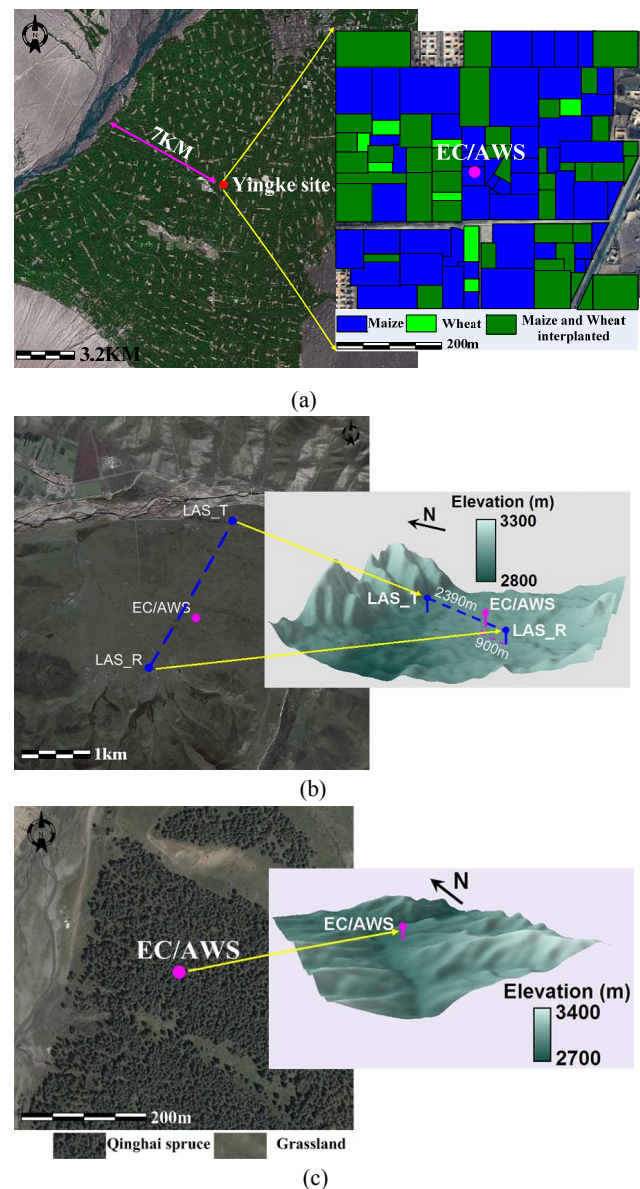 N
7KM
Yingke site
3.2KM
EC/AWS
Maize
Wheat
Maize and Wheat
interplanted
200m
(a)
N
LAS_T
EC/AWS
LAS_R
1km
N
Elevation (m)
3300
2800
LAS_T
2390m
EC/AWS
LAS_R
900m
(b)
N
EC/AWS
200m
N
EC/AWS
Elevation (m)
3400
2700
Qinghai spruce
Grassland
(c)